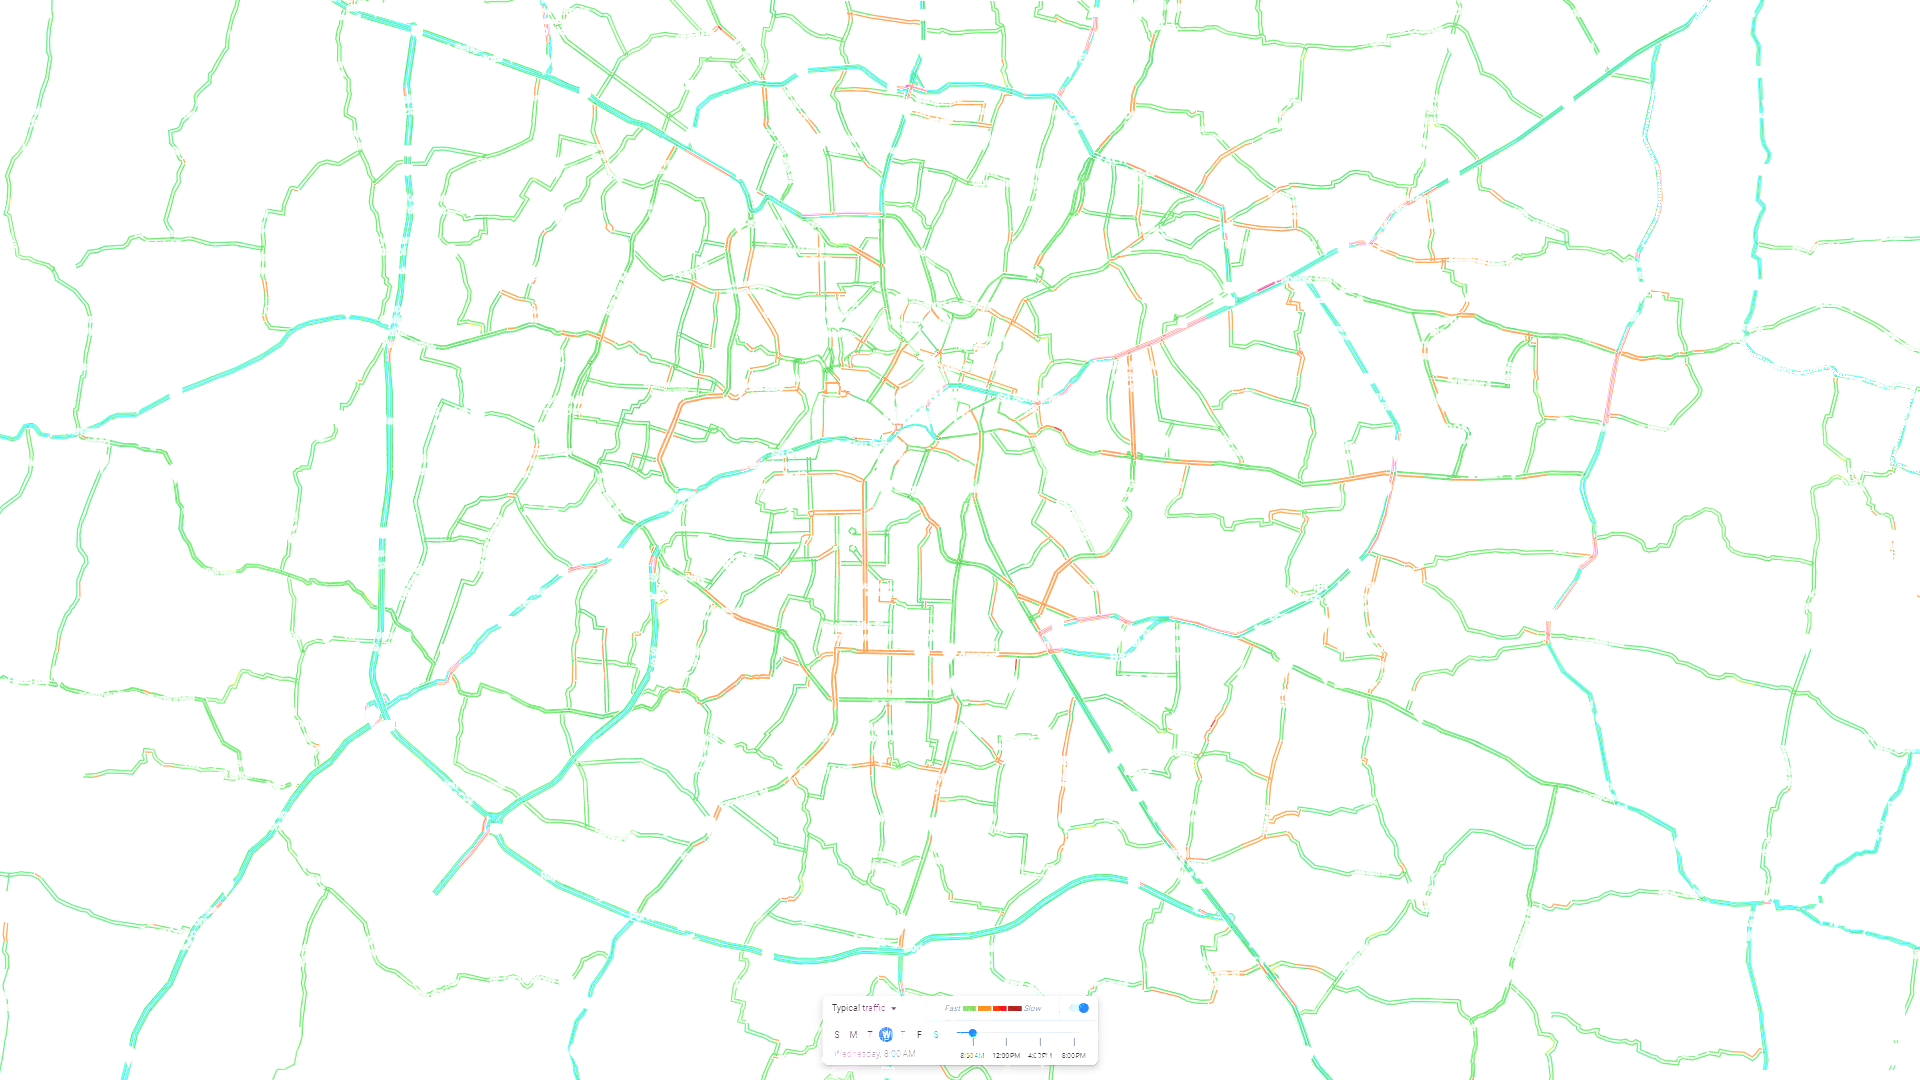 Typical traffic
Fast Slow
S M T W T F S
Wednesday, 8:00 AM
8:00 AM 12:00 PM 4:00 PM 8:00 PM